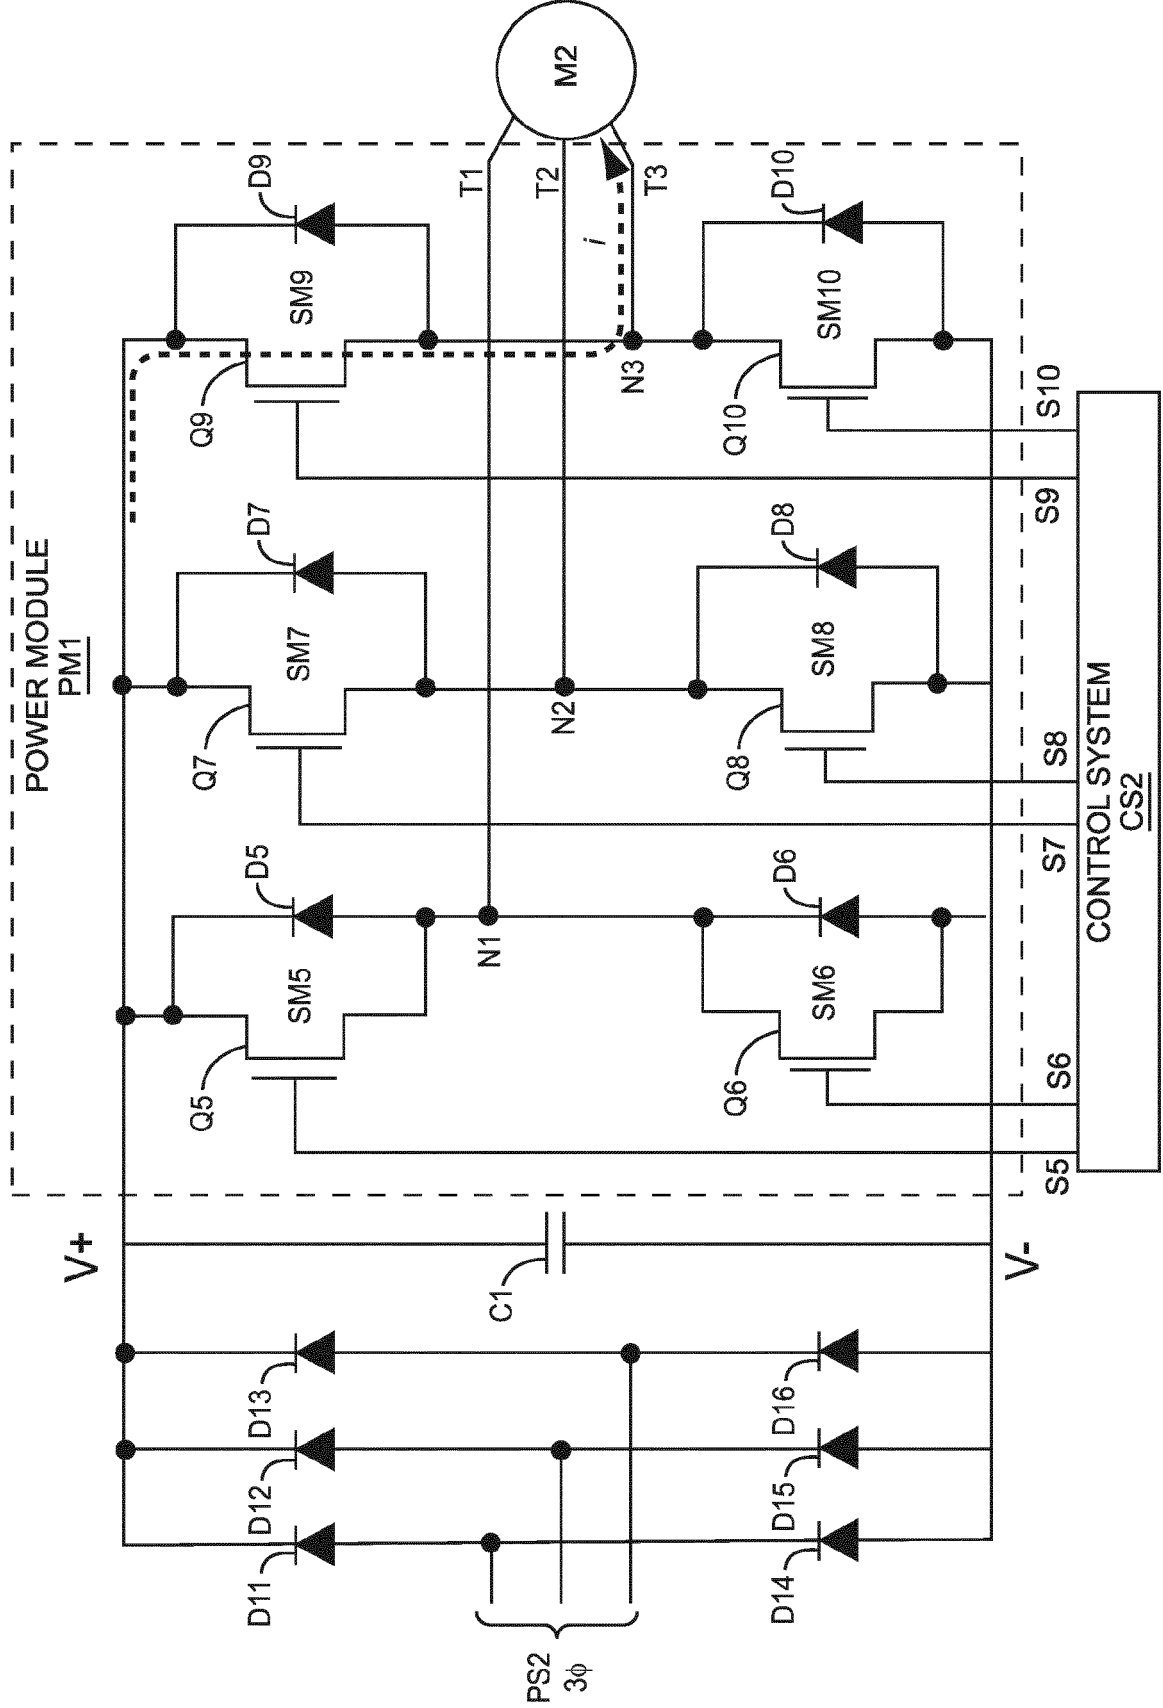 POWER MODULE
PM1
V+
V-
PS2
3ϕ
D11
D12
D13
D14
D15
D16
C1
Q5
SM5
D5
Q7
SM7
D7
Q9
SM9
D9
N1
N2
N3
i
T1
T2
T3
M2
Q6
SM6
D6
Q8
SM8
D8
Q10
SM10
D10
S5
S6
S7
S8
S9
S10
CONTROL SYSTEM
CS2